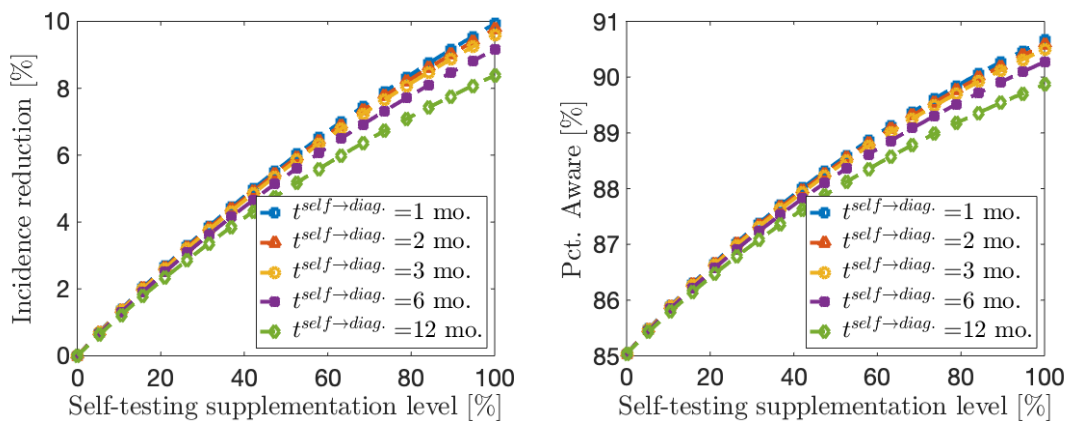 Incidence reduction [%]
10
8
6
4
2
0
t^{self→diag.} =1 mo.
t^{self→diag.} =2 mo.
t^{self→diag.} =3 mo.
t^{self→diag.} =6 mo.
t^{self→diag.} =12 mo.
0 20 40 60 80 100
Self-testing supplementation level [%]
Pct. Aware [%]
91
90
89
88
87
86
85
t^{self→diag.} =1 mo.
t^{self→diag.} =2 mo.
t^{self→diag.} =3 mo.
t^{self→diag.} =6 mo.
t^{self→diag.} =12 mo.
0 20 40 60 80 100
Self-testing supplementation level [%]